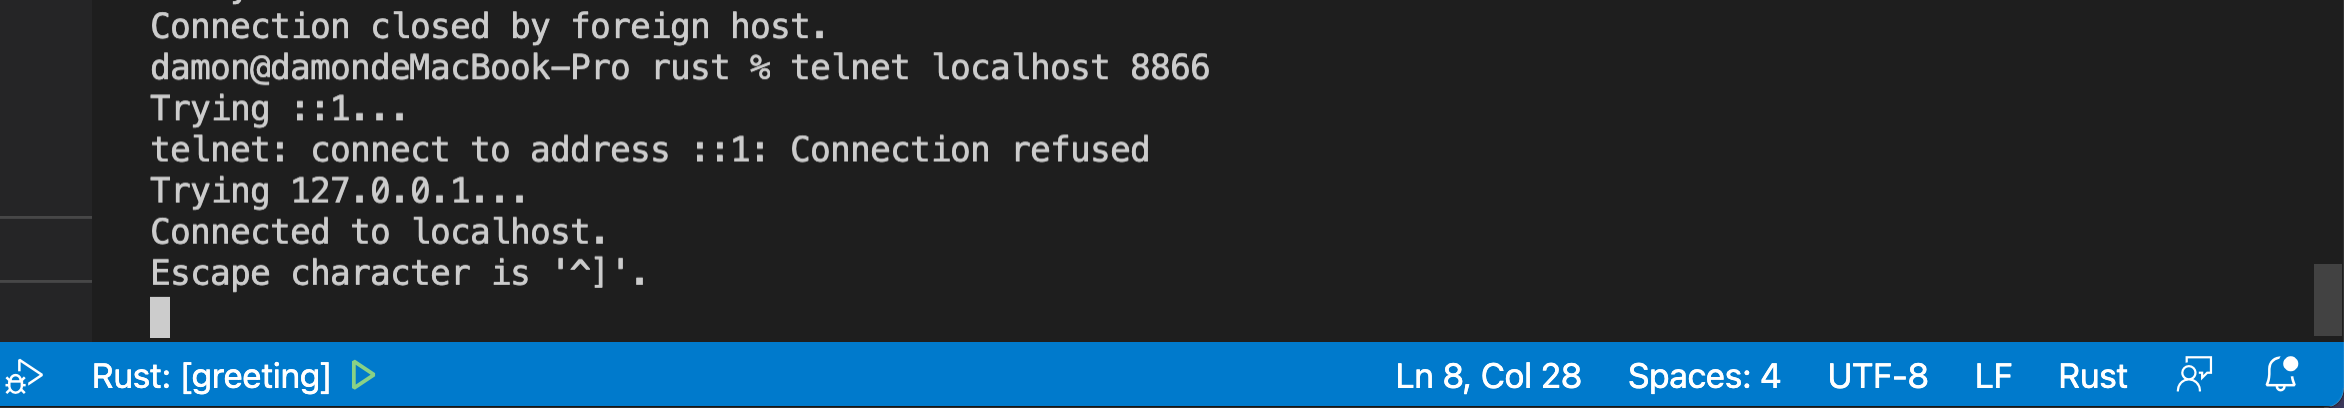 Connection closed by foreign host.
damon@damondeMacBook-Pro rust % telnet localhost 8866
Trying ::1...
telnet: connect to address ::1: Connection refused
Trying 127.0.0.1...
Connected to localhost.
Escape character is '^]'.
Rust: [greeting] Ln 8, Col 28 Spaces: 4 UTF-8 LF Rust